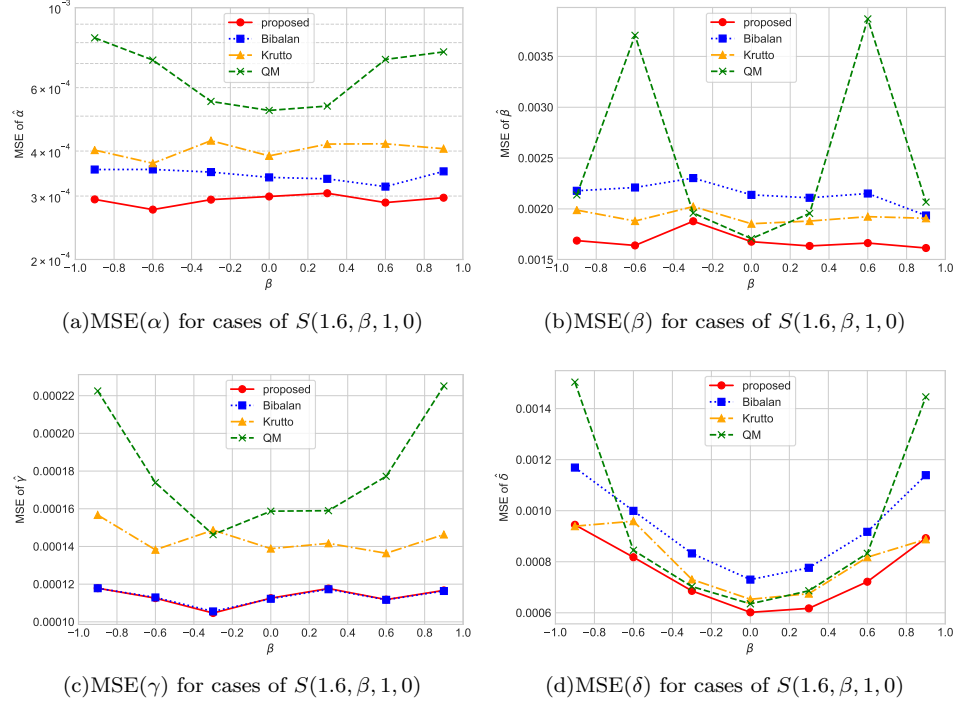 10⁻³
6 × 10⁻⁴
4 × 10⁻⁴
3 × 10⁻⁴
2 × 10⁻⁴
MSE of α̂
proposed
Bibalan
Krutto
QM
−1.0 −0.8 −0.6 −0.4 −0.2 0.0 0.2 0.4 0.6 0.8 1.0
β
(a)MSE(α) for cases of S(1.6, β, 1, 0)
0.0035
0.0030
0.0025
0.0020
0.0015
MSE of β̂
proposed
Bibalan
Krutto
QM
−1.0 −0.8 −0.6 −0.4 −0.2 0.0 0.2 0.4 0.6 0.8 1.0
β
(b)MSE(β) for cases of S(1.6, β, 1, 0)
0.00022
0.00020
0.00018
0.00016
0.00014
0.00012
0.00010
MSE of γ̂
proposed
Bibalan
Krutto
QM
−1.0 −0.8 −0.6 −0.4 −0.2 0.0 0.2 0.4 0.6 0.8 1.0
β
(c)MSE(γ) for cases of S(1.6, β, 1, 0)
0.0014
0.0012
0.0010
0.0008
0.0006
MSE of δ̂
proposed
Bibalan
Krutto
QM
−1.0 −0.8 −0.6 −0.4 −0.2 0.0 0.2 0.4 0.6 0.8 1.0
β
(d)MSE(δ) for cases of S(1.6, β, 1, 0)